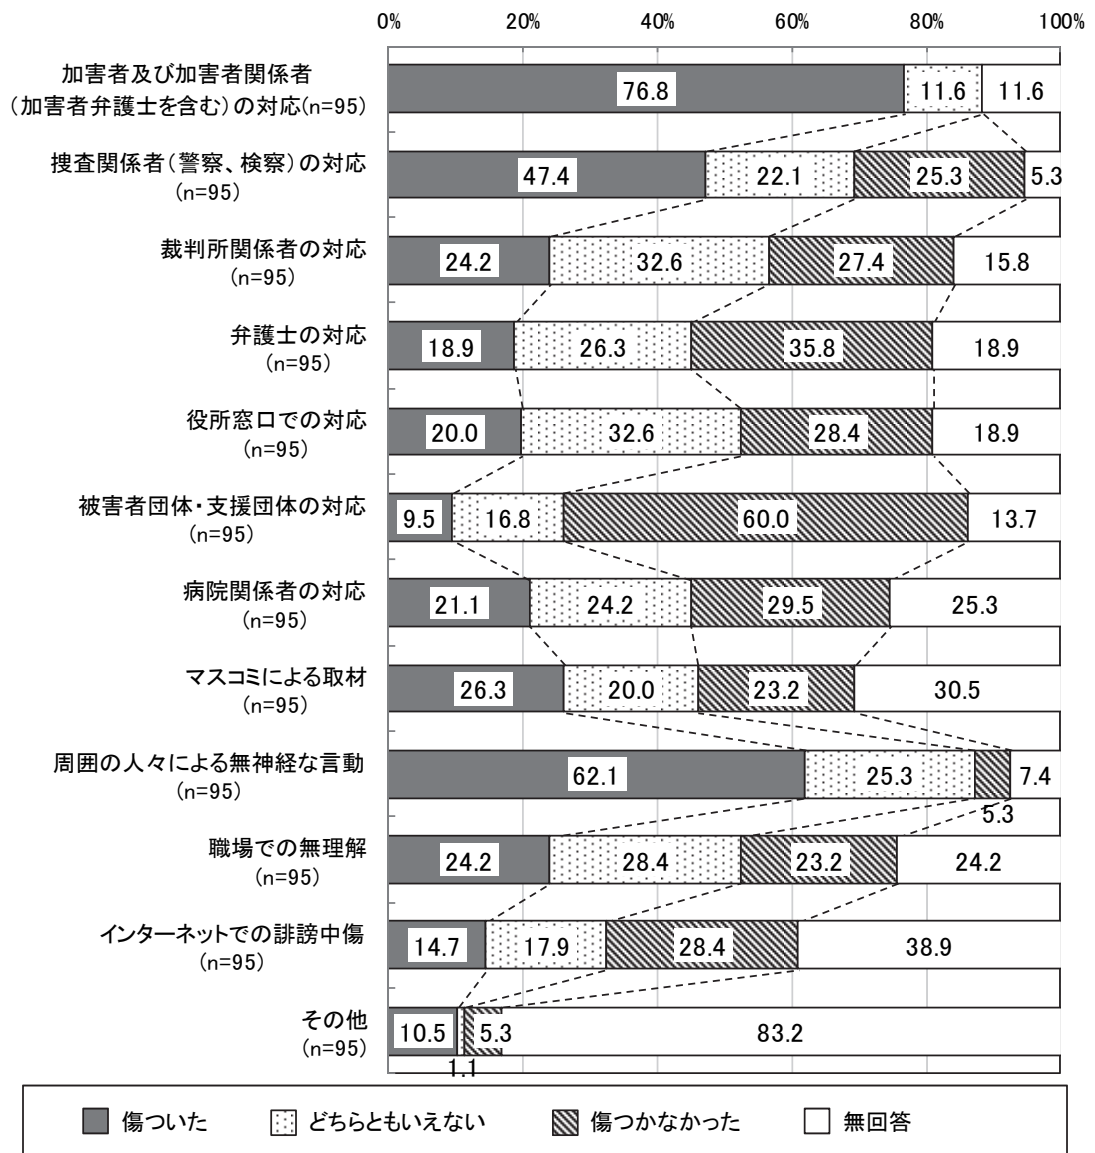 0% 20% 40% 60% 80% 100%
加害者及び加害者関係者
（加害者弁護士を含む）の対応(n=95)
76.8 11.6 11.6
捜査関係者（警察、検察）の対応
(n=95)
47.4 22.1 25.3 5.3
裁判所関係者の対応
(n=95)
24.2 32.6 27.4 15.8
弁護士の対応
(n=95)
18.9 26.3 35.8 18.9
役所窓口での対応
(n=95)
20.0 32.6 28.4 18.9
被害者団体・支援団体の対応
(n=95)
9.5 16.8 60.0 13.7
病院関係者の対応
(n=95)
21.1 24.2 29.5 25.3
マスコミによる取材
(n=95)
26.3 20.0 23.2 30.5
周囲の人々による無神経な言動
(n=95)
62.1 25.3 5.3 7.4
職場での無理解
(n=95)
24.2 28.4 23.2 24.2
インターネットでの誹謗中傷
(n=95)
14.7 17.9 28.4 38.9
その他
(n=95)
10.5 1.1 5.3 83.2
傷ついた どちらともいえない 傷つかなかった 無回答